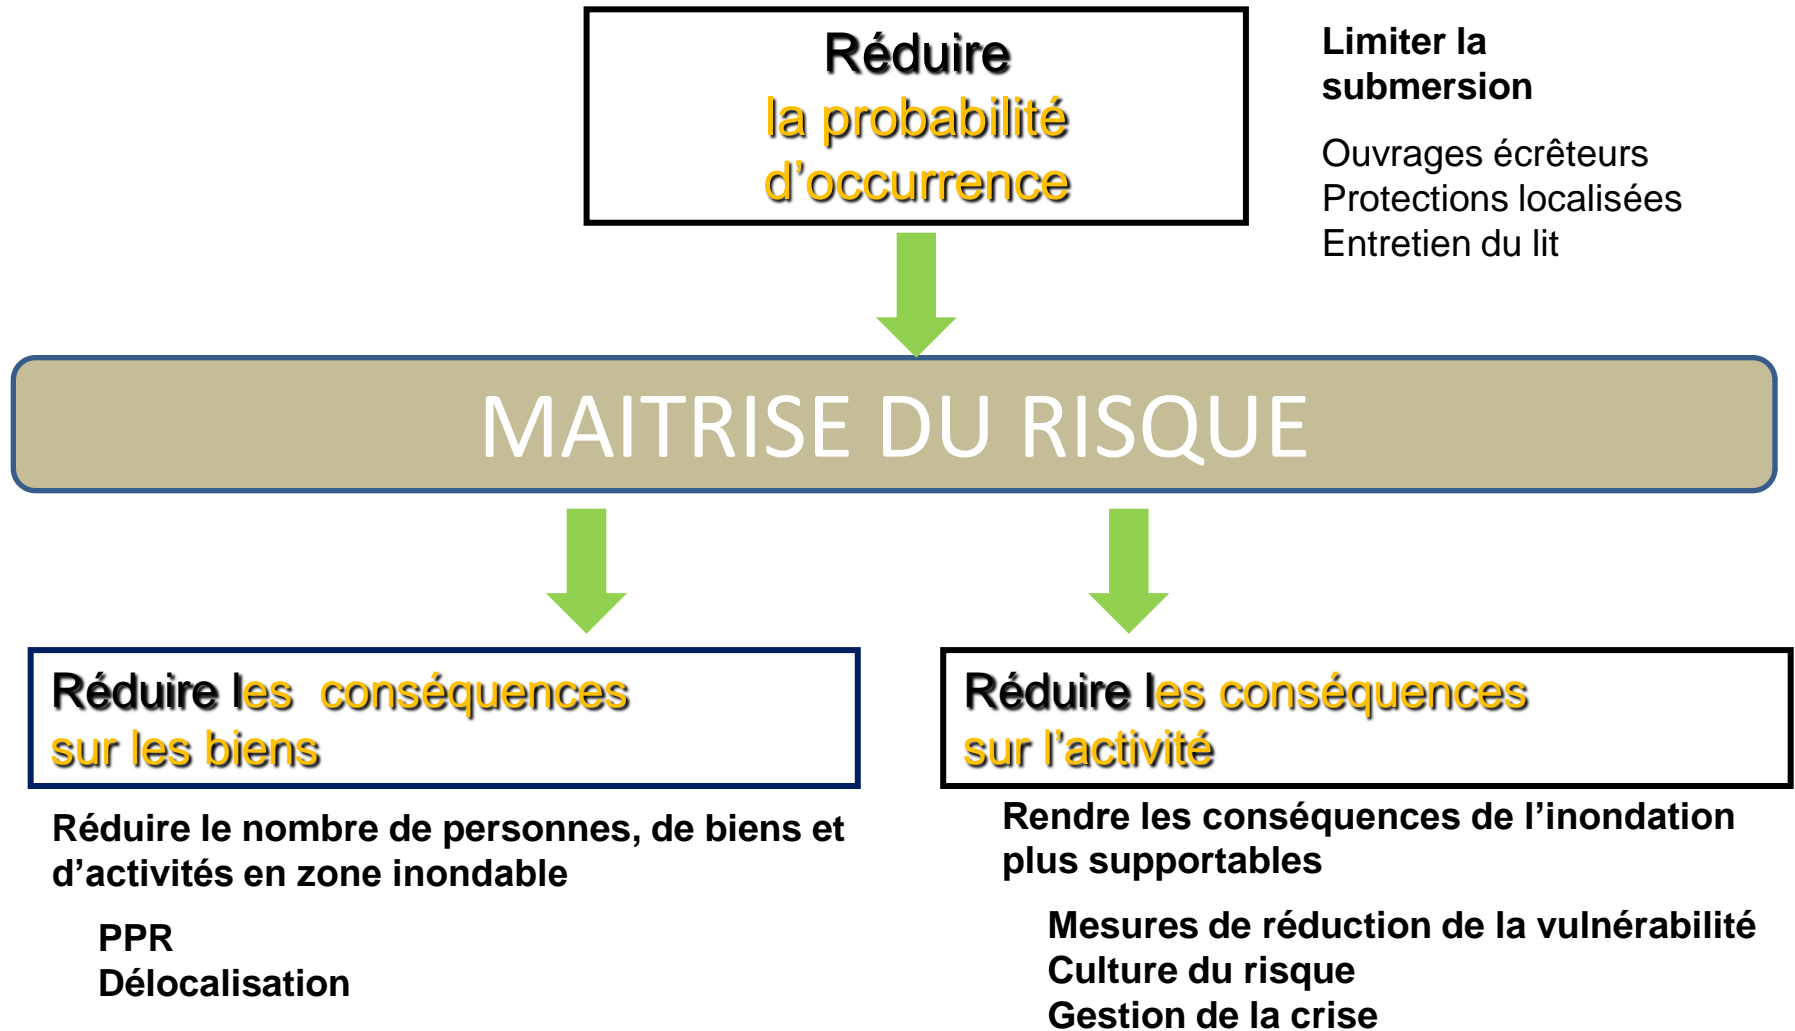 Réduire
la probabilité
d’occurrence
Limiter la
submersion
Ouvrages écrêteurs
Protections localisées
Entretien du lit
MAITRISE DU RISQUE
Réduire les conséquences
sur les biens
Réduire le nombre de personnes, de biens et
d’activités en zone inondable
PPR
Délocalisation
Réduire les conséquences
sur l’activité
Rendre les conséquences de l’inondation
plus supportables
Mesures de réduction de la vulnérabilité
Culture du risque
Gestion de la crise